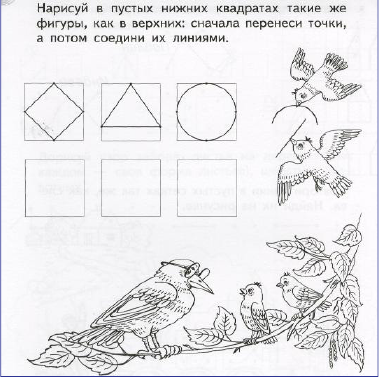 Нарисуй в пустых нижних квадратах такие же
фигуры, как в верхних: сначала перенеси точки,
а потом соедини их линиями.